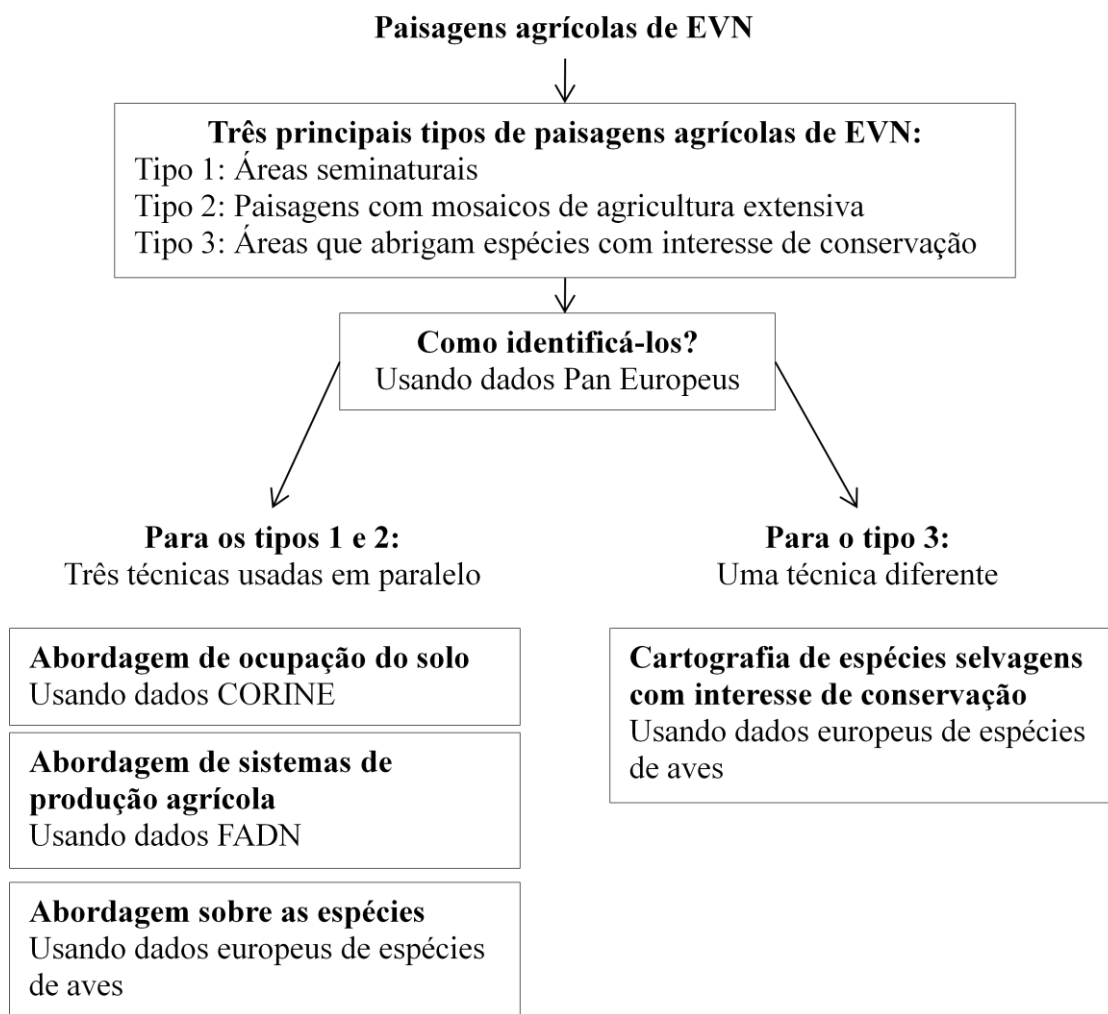 Paisagens agrícolas de EVN
Três principais tipos de paisagens agrícolas de EVN:
Tipo 1: Áreas seminaturais
Tipo 2: Paisagens com mosaicos de agricultura extensiva
Tipo 3: Áreas que abrigam espécies com interesse de conservação
Como identificá-los?
Usando dados Pan Europeus
Para os tipos 1 e 2:
Três técnicas usadas em paralelo
Abordagem de ocupação do solo
Usando dados CORINE
Abordagem de sistemas de
produção agrícola
Usando dados FADN
Abordagem sobre as espécies
Usando dados europeus de espécies
de aves
Para o tipo 3:
Uma técnica diferente
Cartografia de espécies selvagens
com interesse de conservação
Usando dados europeus de espécies
de aves